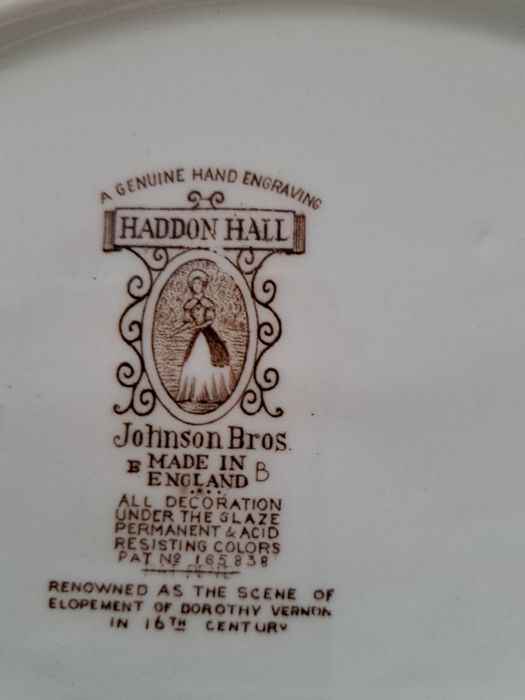 A GENUINE HAND ENGRAVING
HADDON HALL
Johnson Bros.
E MADE IN B
ENGLAND
ALL DECORATION
UNDER THE GLAZE
PERMANENT & ACID
RESISTING COLORS
PAT Nº 165838
RENOWNED AS THE SCENE OF
ELOPEMENT OF DOROTHY VERNON
IN 16TH CENTURY